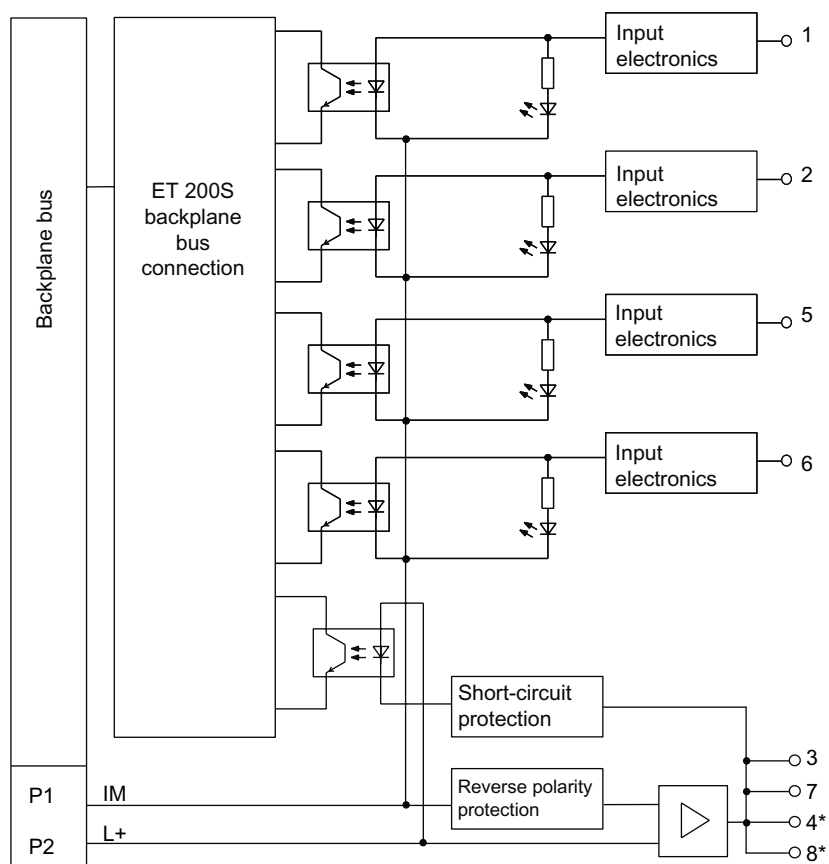 Backplane bus
ET 200S
backplane
bus
connection
Input
electronics
1
Input
electronics
2
Input
electronics
5
Input
electronics
6
Short-circuit
protection
3
P1
IM
Reverse polarity
protection
7
4*
P2
L+
8*